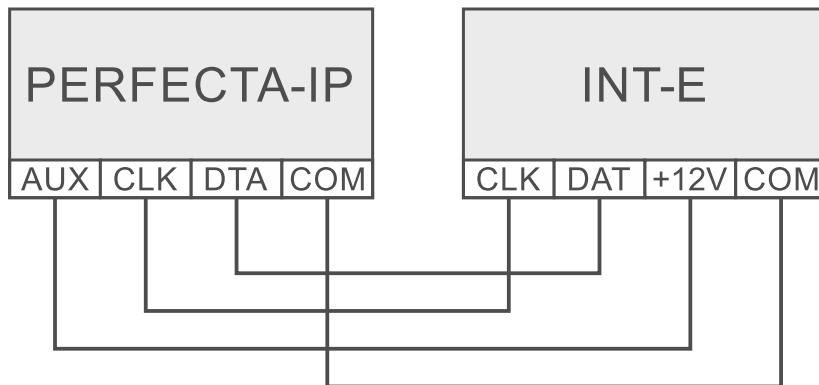 PERFECTA-IP INT-E
AUX CLK DTA COM CLK DAT +12V COM